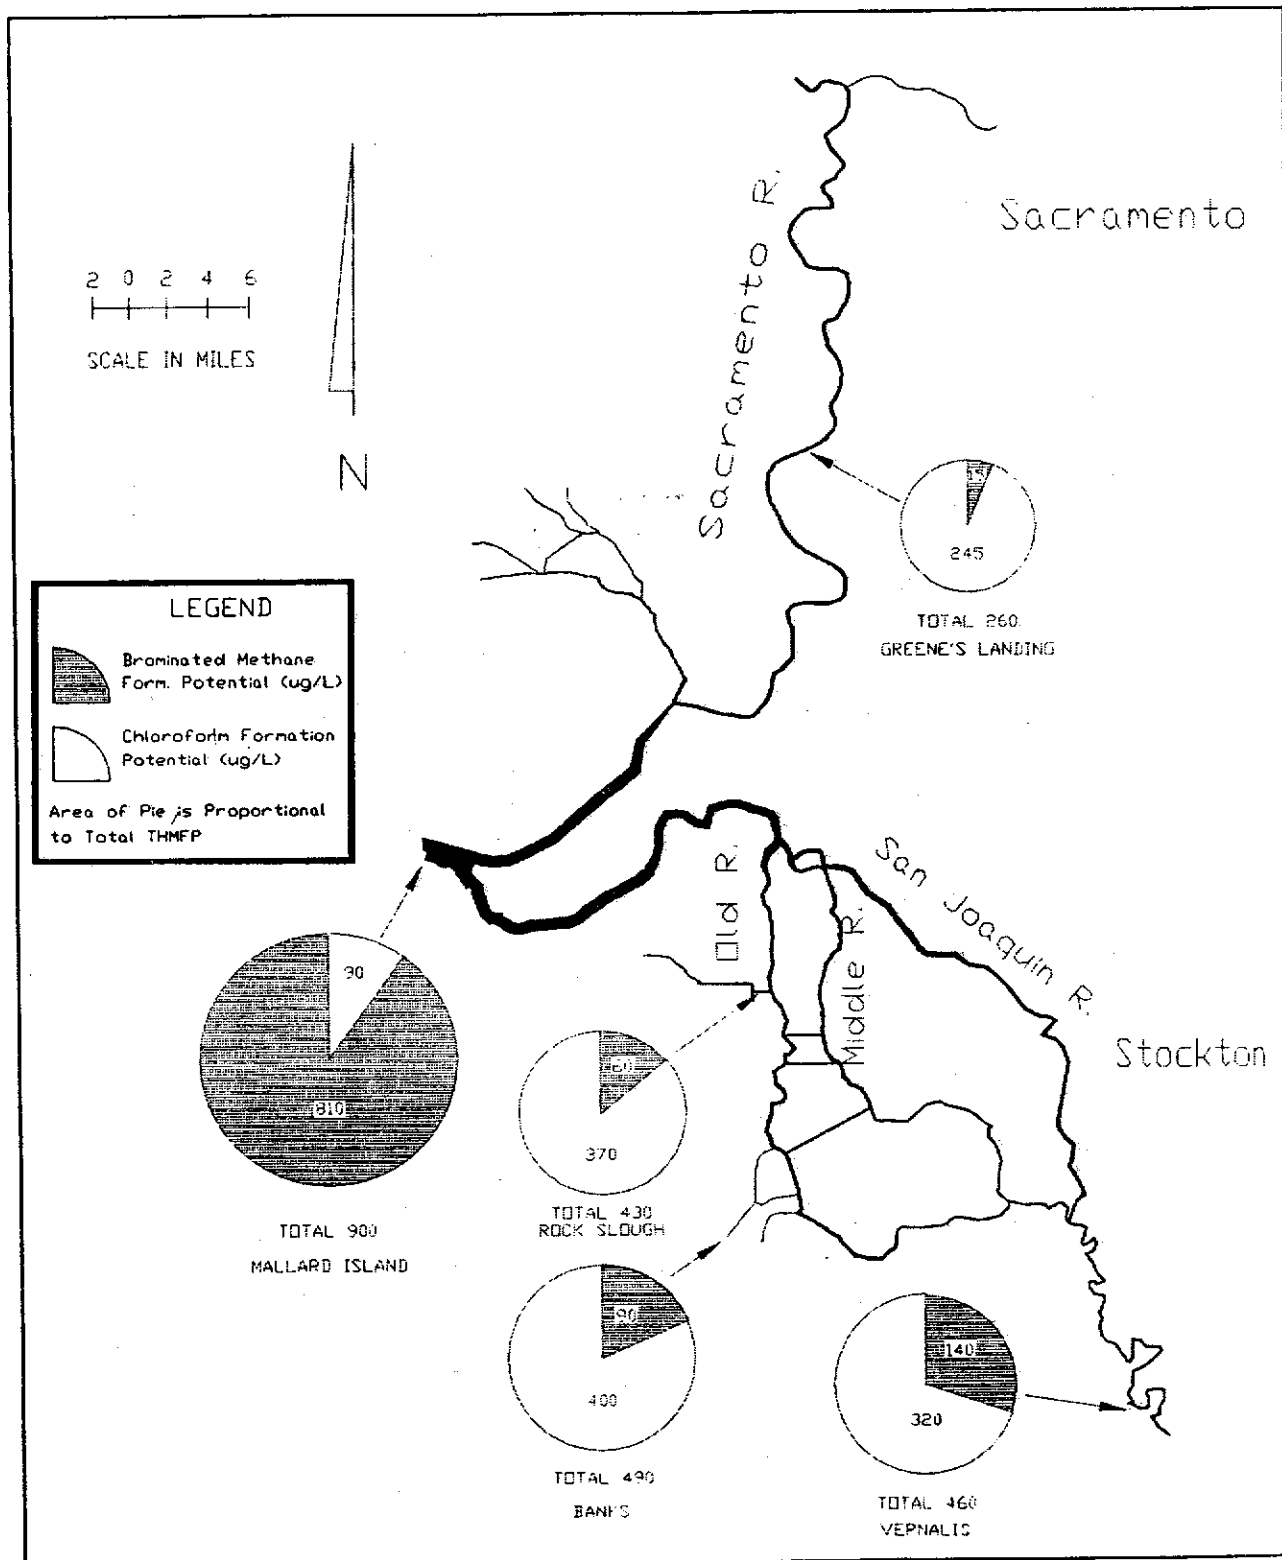 Sacramento R.
Sacramento
2 0 2 4 6
SCALE IN MILES
N
15
245
TOTAL 260
GREENE'S LANDING
LEGEND
Brominated Methane
Form. Potential (ug/L)
Chloroform Formation
Potential (ug/L)
Area of Pie is Proportional
to Total THMFP
Old R.
Middle R.
San Joaquin R.
Stockton
90
810
TOTAL 900
MALLARD ISLAND
60
370
TOTAL 430
ROCK SLOUGH
90
400
TOTAL 490
BANKS
140
320
TOTAL 460
VERNALIS